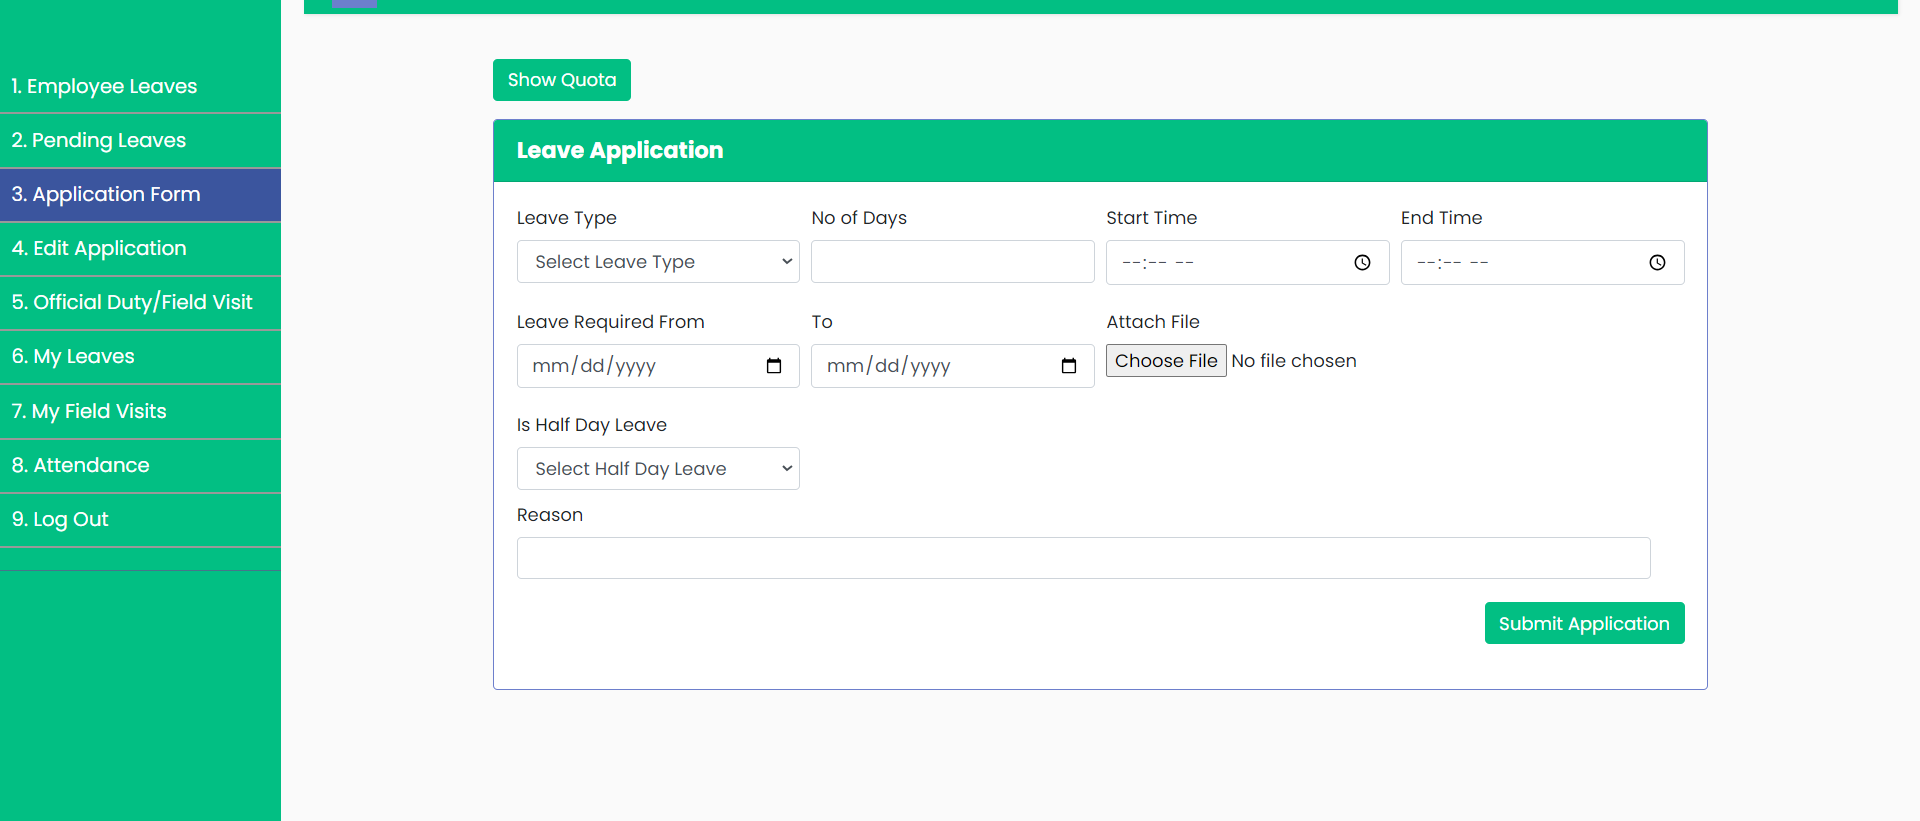 1. Employee Leaves
2. Pending Leaves
3. Application Form
4. Edit Application
5. Official Duty/Field Visit
6. My Leaves
7. My Field Visits
8. Attendance
9. Log Out
Show Quota
Leave Application
Leave Type No of Days Start Time End Time
Select Leave Type --:-- -- --:-- --
Leave Required From To Attach File
mm/dd/yyyy mm/dd/yyyy Choose File No file chosen
Is Half Day Leave
Select Half Day Leave
Reason
Submit Application